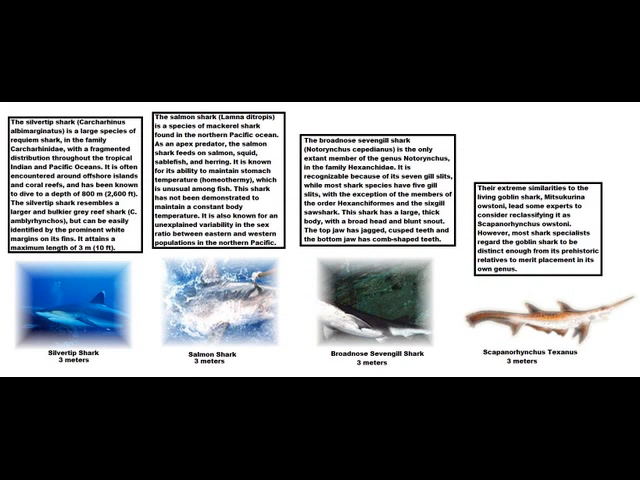 The silvertip shark (Carcharhinus
albimarginatus) is a large species of
requiem shark, in the family
Carcharhinidae, with a fragmented
distribution throughout the tropical
Indian and Pacific Oceans. It is often
encountered around offshore islands
and coral reefs, and has been known
to dive to a depth of 800 m (2,600 ft).
The silvertip shark resembles a
larger and bulkier grey reef shark (C.
amblyrhynchos), but can be easily
identified by the prominent white
margins on its fins. It attains a
maximum length of 3 m (10 ft).
Silvertip Shark
3 meters
The salmon shark (Lamna ditropis)
is a species of mackerel shark
found in the northern Pacific ocean.
As an apex predator, the salmon
shark feeds on salmon, squid,
sablefish, and herring. It is known
for its ability to maintain stomach
temperature (homeothermy), which
is unusual among fish. This shark
has not been demonstrated to
maintain a constant body
temperature. It is also known for an
unexplained variability in the sex
ratio between eastern and western
populations in the northern Pacific.
Salmon Shark
3 meters
The broadnose sevengill shark
(Notorynchus cepedianus) is the only
extant member of the genus Notorynchus,
in the family Hexanchidae. It is
recognizable because of its seven gill slits,
while most shark species have five gill
slits, with the exception of the members of
the order Hexanchiformes and the sixgill
sawshark. This shark has a large, thick
body, with a broad head and blunt snout.
The top jaw has jagged, cusped teeth and
the bottom jaw has comb-shaped teeth.
Broadnose Sevengill Shark
3 meters
Their extreme similarities to the
living goblin shark, Mitsukurina
owstoni, lead some experts to
consider reclassifying it as
Scapanorhynchus owstoni.
However, most shark specialists
regard the goblin shark to be
distinct enough from its prehistoric
relatives to merit placement in its
own genus.
Scapanorhynchus Texanus
3 meters